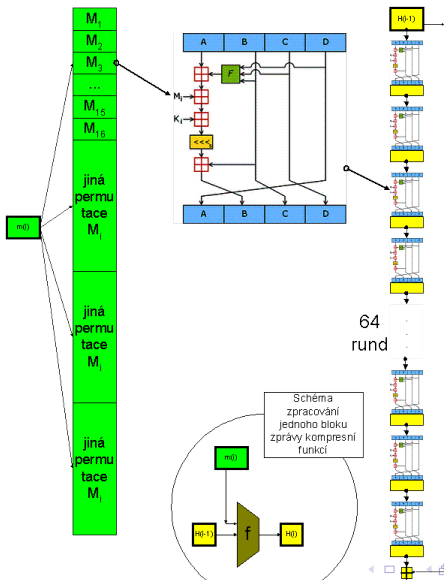 M1
M2
M3
...
M15
M16
jiná
permu
tace
Mi
jiná
permu
tace
Mi
jiná
permu
tace
Mi
m(i)
A B C D
F
Mi
Ki
<<<s
A B C D
H(i-1)
64
rund
Schéma
zpracování
jednoho bloku
zprávy kompresní
funkcí
m(i)
H(i-1)
f
H(i)